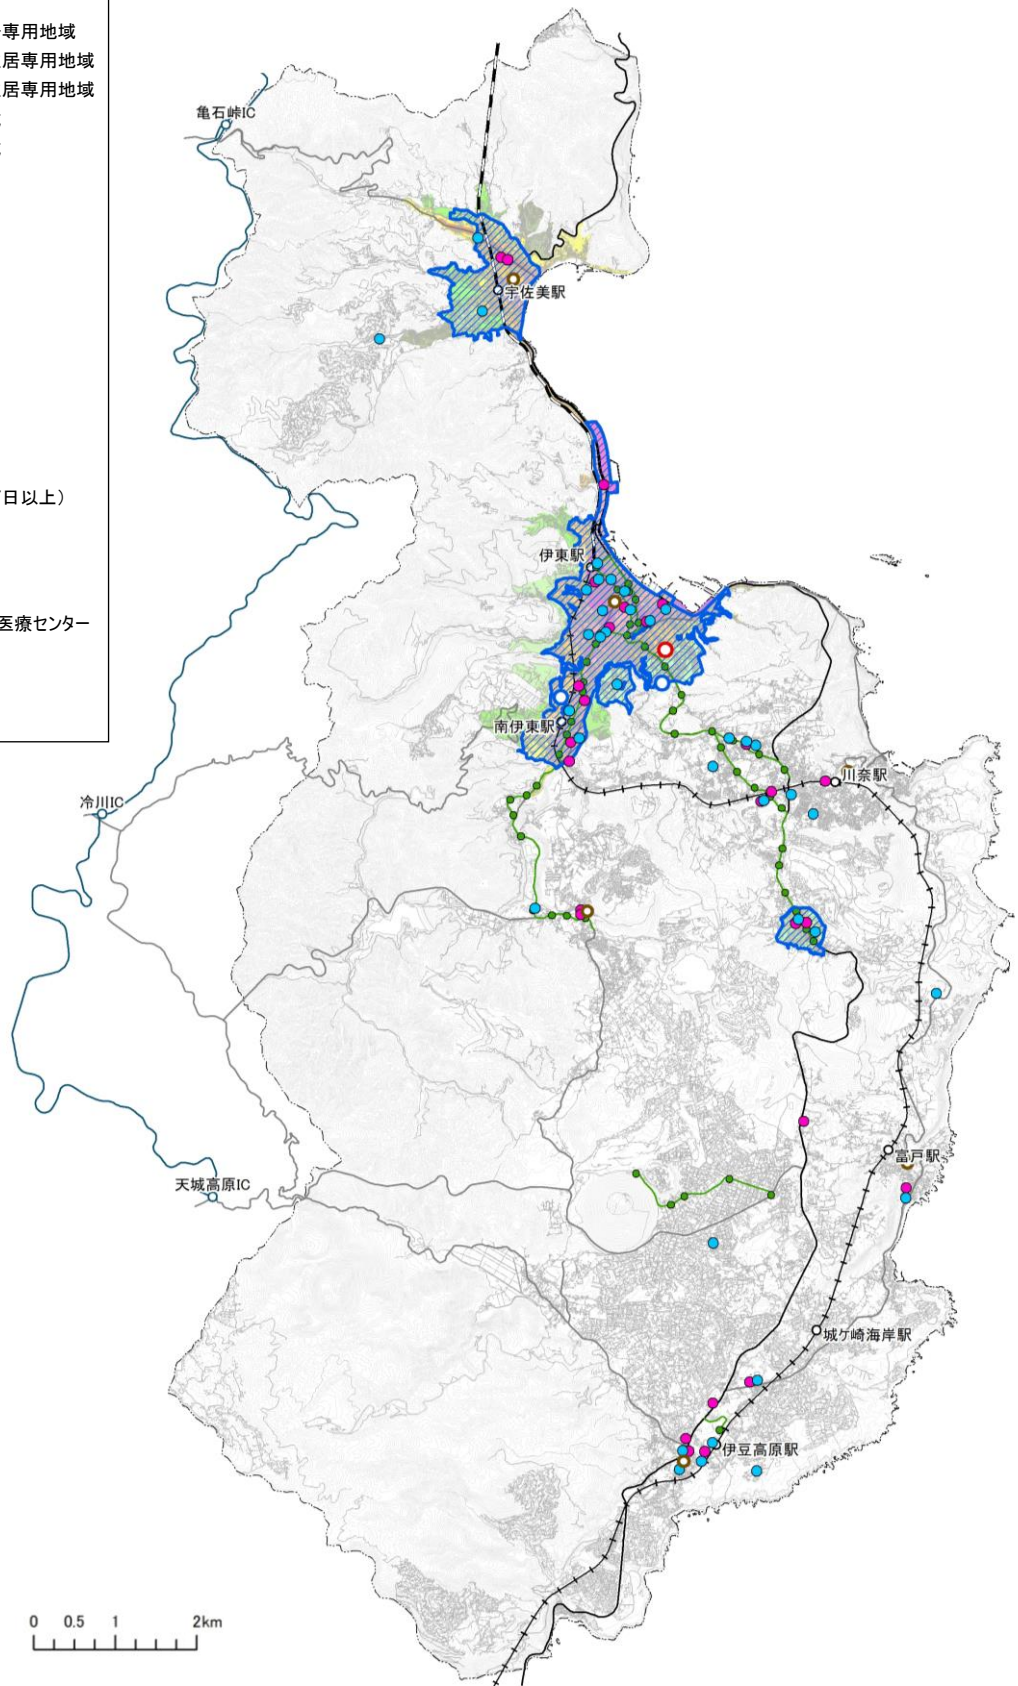 専用地域
居専用地域
居専用地域
日以上）
医療センター
亀石峠IC
宇佐美駅
伊東駅
南伊東駅
川奈駅
冷川IC
富戸駅
天城高原IC
城ケ崎海岸駅
伊豆高原駅
0 0.5 1 2km